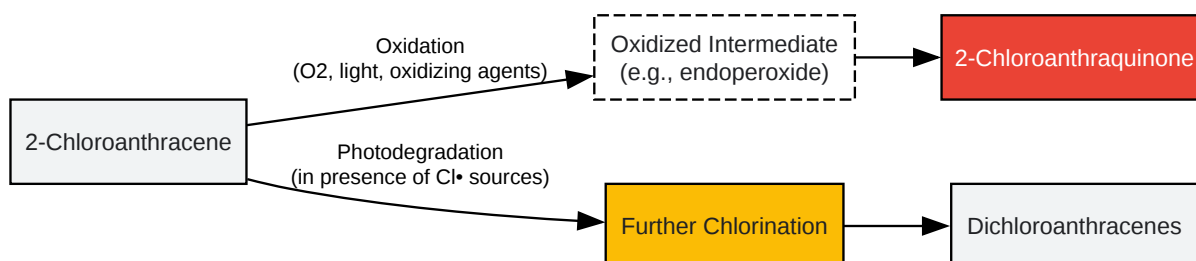 Oxidation
(O2, light, oxidizing agents)
Oxidized Intermediate
(e.g., endoperoxide)
2-Chloroanthraquinone
2-Chloroanthracene
Photodegradation
(in presence of Cl• sources)
Further Chlorination
Dichloroanthracenes